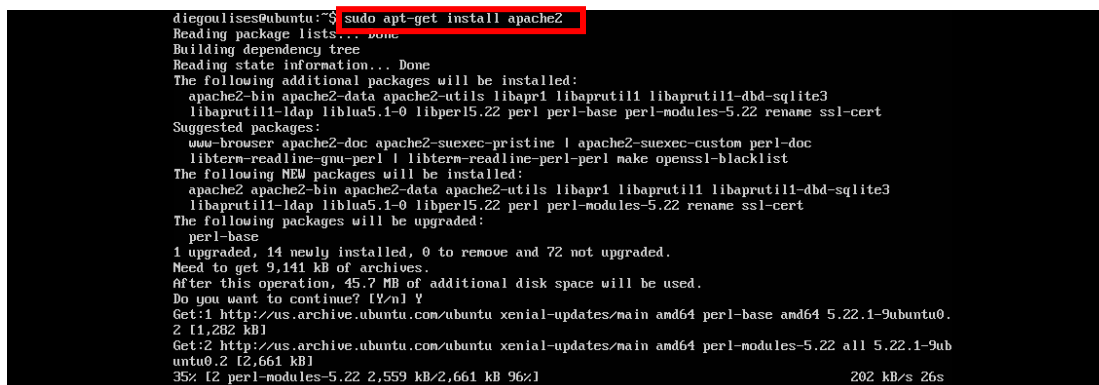 diegoulises@ubuntu:~$ sudo apt-get install apache2
Reading package lists... Done
Building dependency tree
Reading state information... Done
The following additional packages will be installed:
apache2-bin apache2-data apache2-utils libapr1 libaprutil1 libaprutil1-dbd-sqlite3
libaprutil1-ldap liblua5.1-0 libperl5.22 perl perl-base perl-modules-5.22 rename ssl-cert
Suggested packages:
www-browser apache2-doc apache2-suexec-pristine | apache2-suexec-custom perl-doc
libterm-readline-gnu-perl | libterm-readline-perl-perl make openssl-blacklist
The following NEW packages will be installed:
apache2 apache2-bin apache2-data apache2-utils libapr1 libaprutil1 libaprutil1-dbd-sqlite3
libaprutil1-ldap liblua5.1-0 libperl5.22 perl perl-modules-5.22 rename ssl-cert
The following packages will be upgraded:
perl-base
1 upgraded, 14 newly installed, 0 to remove and 72 not upgraded.
Need to get 9,141 kB of archives.
After this operation, 45.7 MB of additional disk space will be used.
Do you want to continue? [Y/n] Y
Get:1 http://us.archive.ubuntu.com/ubuntu xenial-updates/main amd64 perl-base amd64 5.22.1-9ubuntu0.
2 [1,282 kB]
Get:2 http://us.archive.ubuntu.com/ubuntu xenial-updates/main amd64 perl-modules-5.22 all 5.22.1-9ub
untu0.2 [2,661 kB]
35% [2 perl-modules-5.22 2,559 kB/2,661 kB 96%] 202 kB/s 26s